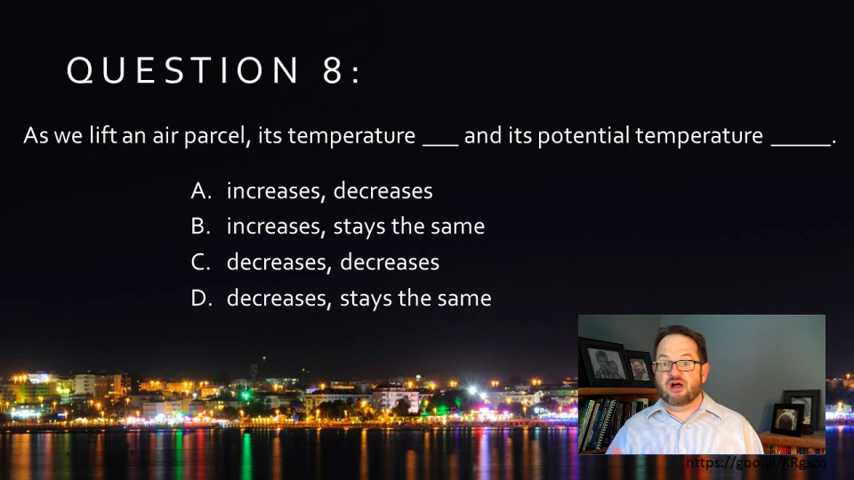 QUESTION 8:
As we lift an air parcel, its temperature ___ and its potential temperature _____.
A. increases, decreases
B. increases, stays the same
C. decreases, decreases
D. decreases, stays the same